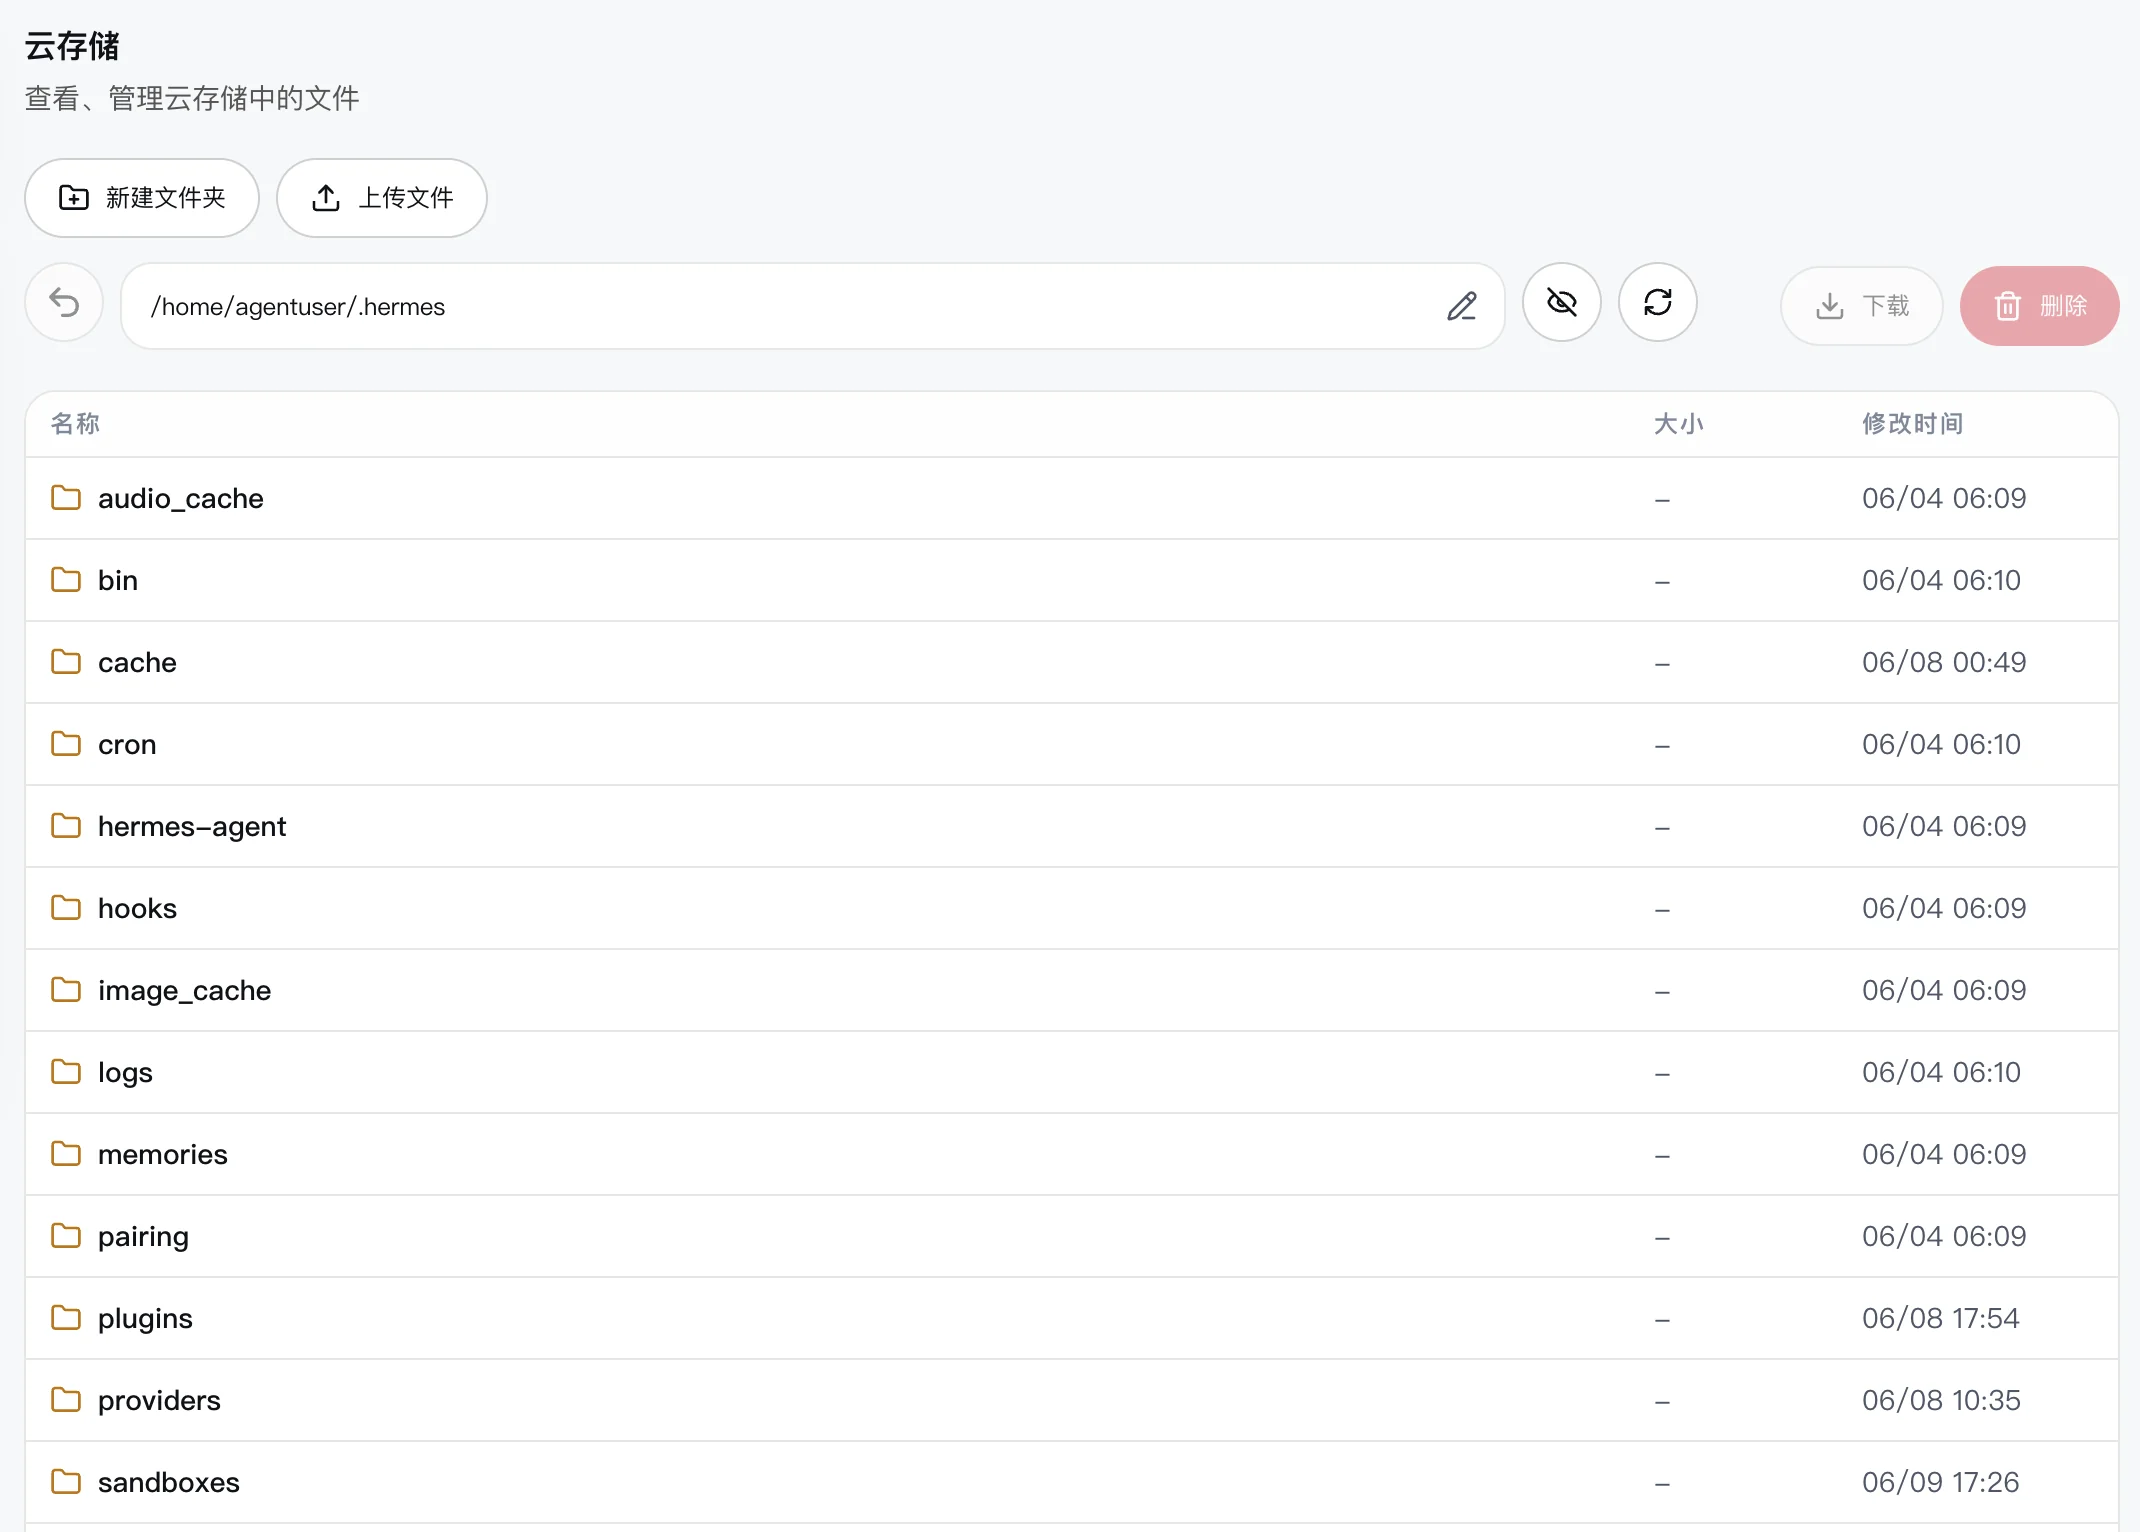 云存储
查看、管理云存储中的文件
新建文件夹 上传文件
/home/agentuser/.hermes 下载 删除
名称 大小 修改时间
audio_cache – 06/04 06:09
bin – 06/04 06:10
cache – 06/08 00:49
cron – 06/04 06:10
hermes-agent – 06/04 06:09
hooks – 06/04 06:09
image_cache – 06/04 06:09
logs – 06/04 06:10
memories – 06/04 06:09
pairing – 06/04 06:09
plugins – 06/08 17:54
providers – 06/08 10:35
sandboxes – 06/09 17:26